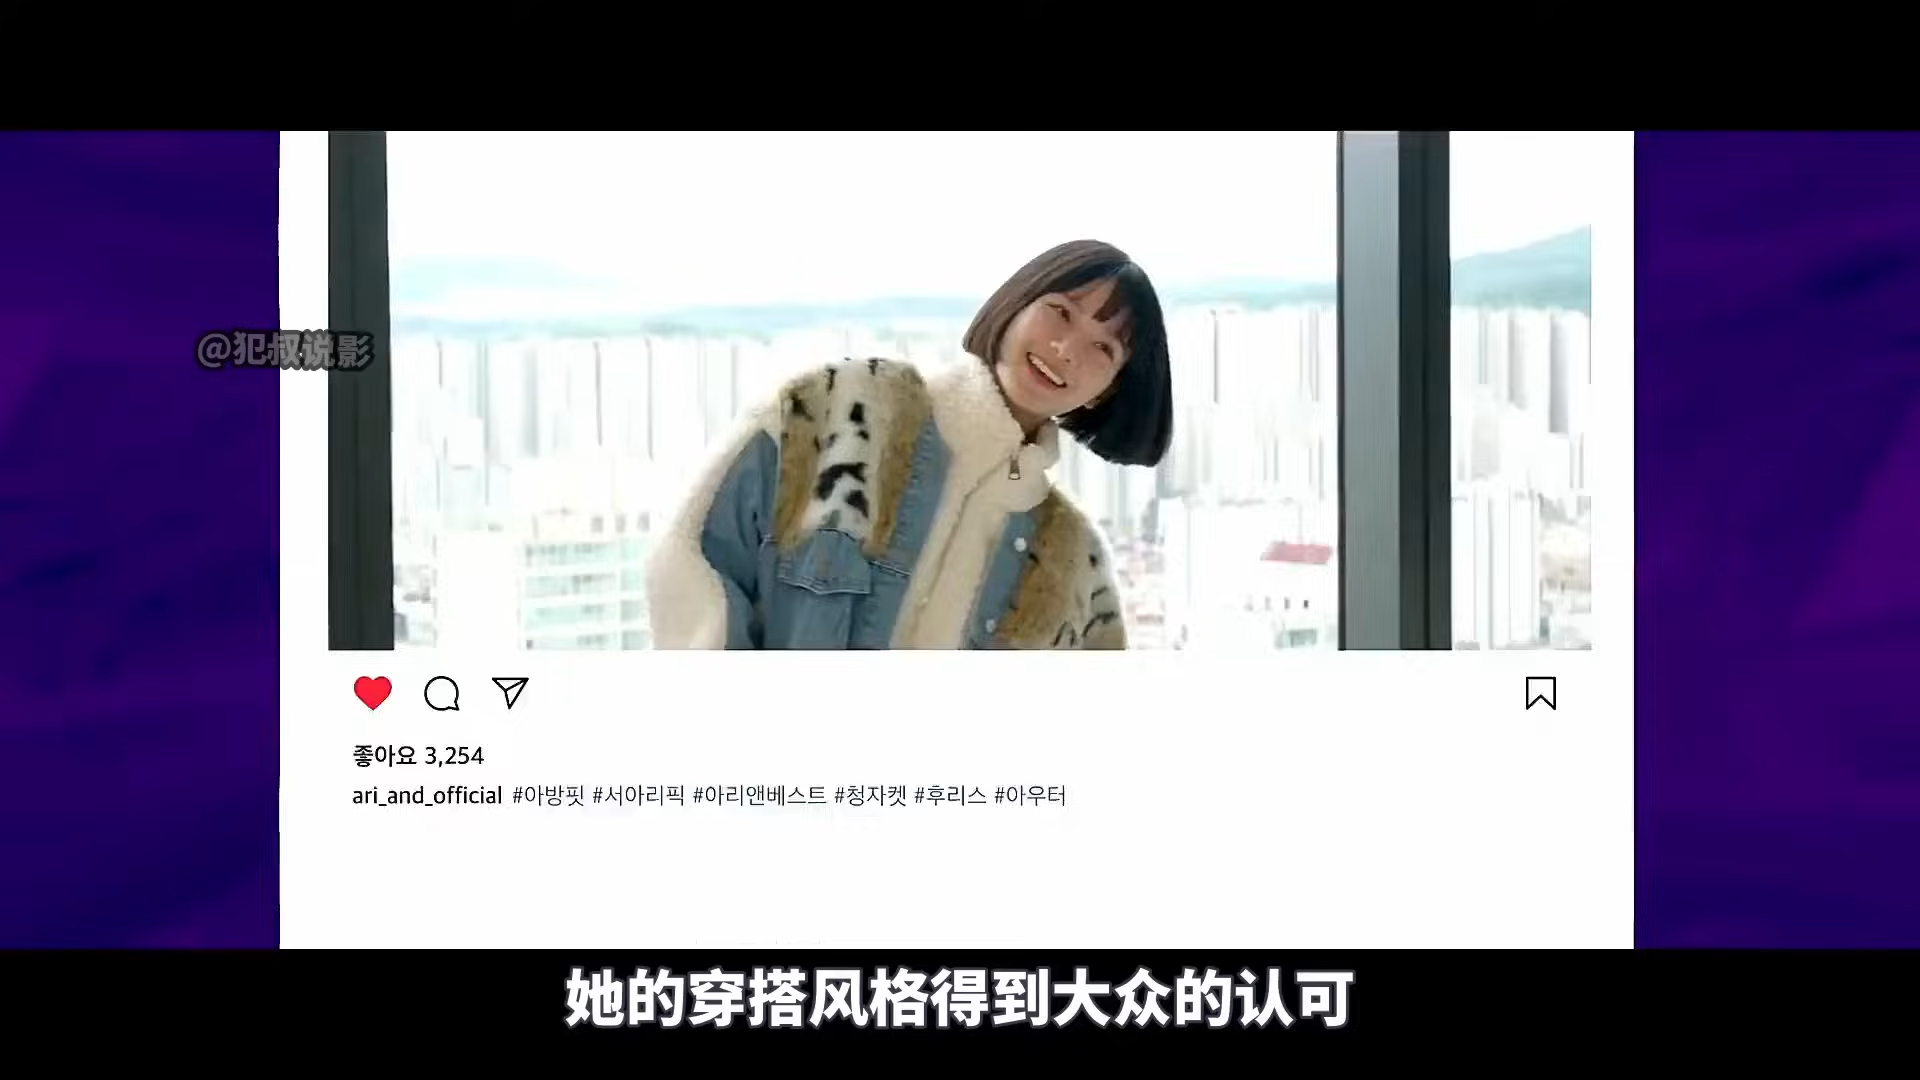 @犯叔说影
좋아요 3,254
ari_and_official #아방핏 #서아리픽 #아리앤베스트 #청자켓 #후리스 #아우터
她的穿搭风格得到大众的认可